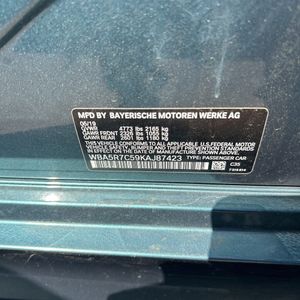 MFD BY BAYERISCHE MOTOREN WERKE AG
05/19
GVWR 4773 lbs 2165 kg
GAWR FRONT 2326 lbs 1055 kg
GAWR REAR 2601 lbs 1180 kg
THIS VEHICLE CONFORMS TO ALL APPLICABLE U.S. FEDERAL MOTOR
VEHICLE SAFETY, BUMPER AND THEFT PREVENTION STANDARDS
IN EFFECT ON THE DATE OF MANUFACTURE SHOWN ABOVE.
WBA5R7C59KAJ87423 TYPE: PASSENGER CAR
C35